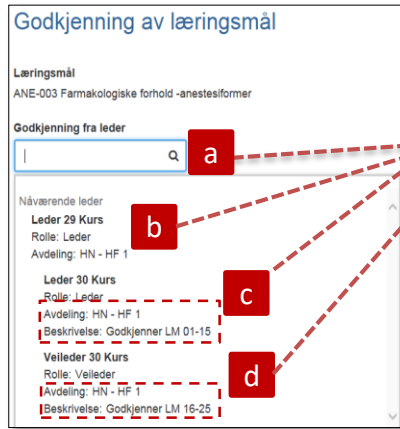 Godkjenning av læringsmål
Læringsmål
ANE-003 Farmakologiske forhold -anestesiformer
Godkjenning fra leder
a
Nåværende leder
Leder 29 Kurs
b
Rolle: Leder
Avdeling: HN - HF 1
Leder 30 Kurs
c
Rolle: Leder
Avdeling: HN - HF 1
Beskrivelse: Godkjenner LM 01-15
Veileder 30 Kurs
Rolle: Veileder
d
Avdeling: HN - HF 1
Beskrivelse: Godkjenner LM 16-25